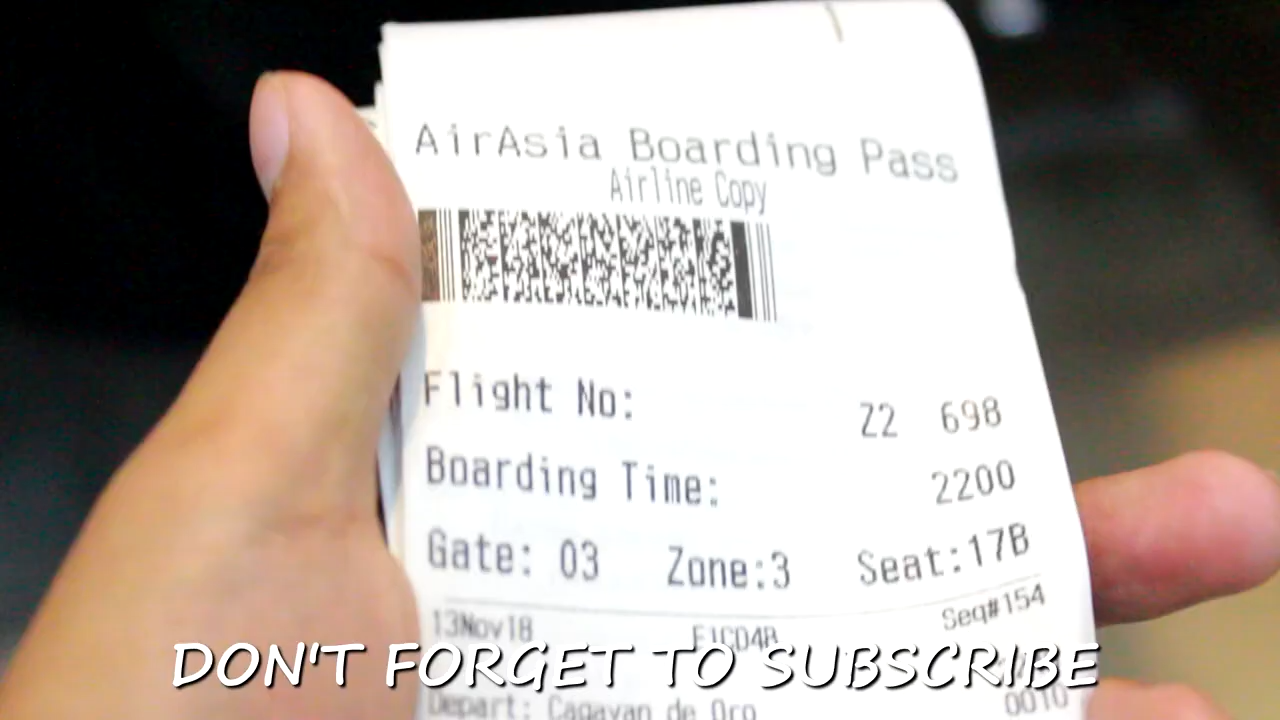 AirAsia Boarding Pass
Airline Copy
Flight No: Z2 698
Boarding Time: 2200
Gate: 03 Zone:3 Seat:17B
13Nov18 Seq#154
DON'T FORGET TO SUBSCRIBE
Depart: Cagayan de Oro 0010